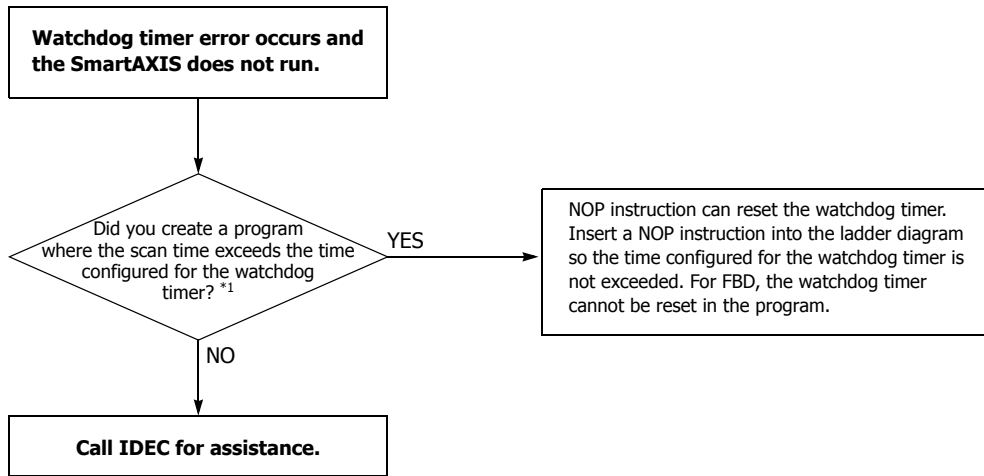 Watchdog timer error occurs and
the SmartAXIS does not run.
Did you create a program
where the scan time exceeds the time
configured for the watchdog
timer? *1
YES
NOP instruction can reset the watchdog timer.
Insert a NOP instruction into the ladder diagram
so the time configured for the watchdog timer is
not exceeded. For FBD, the watchdog timer
cannot be reset in the program.
NO
Call IDEC for assistance.